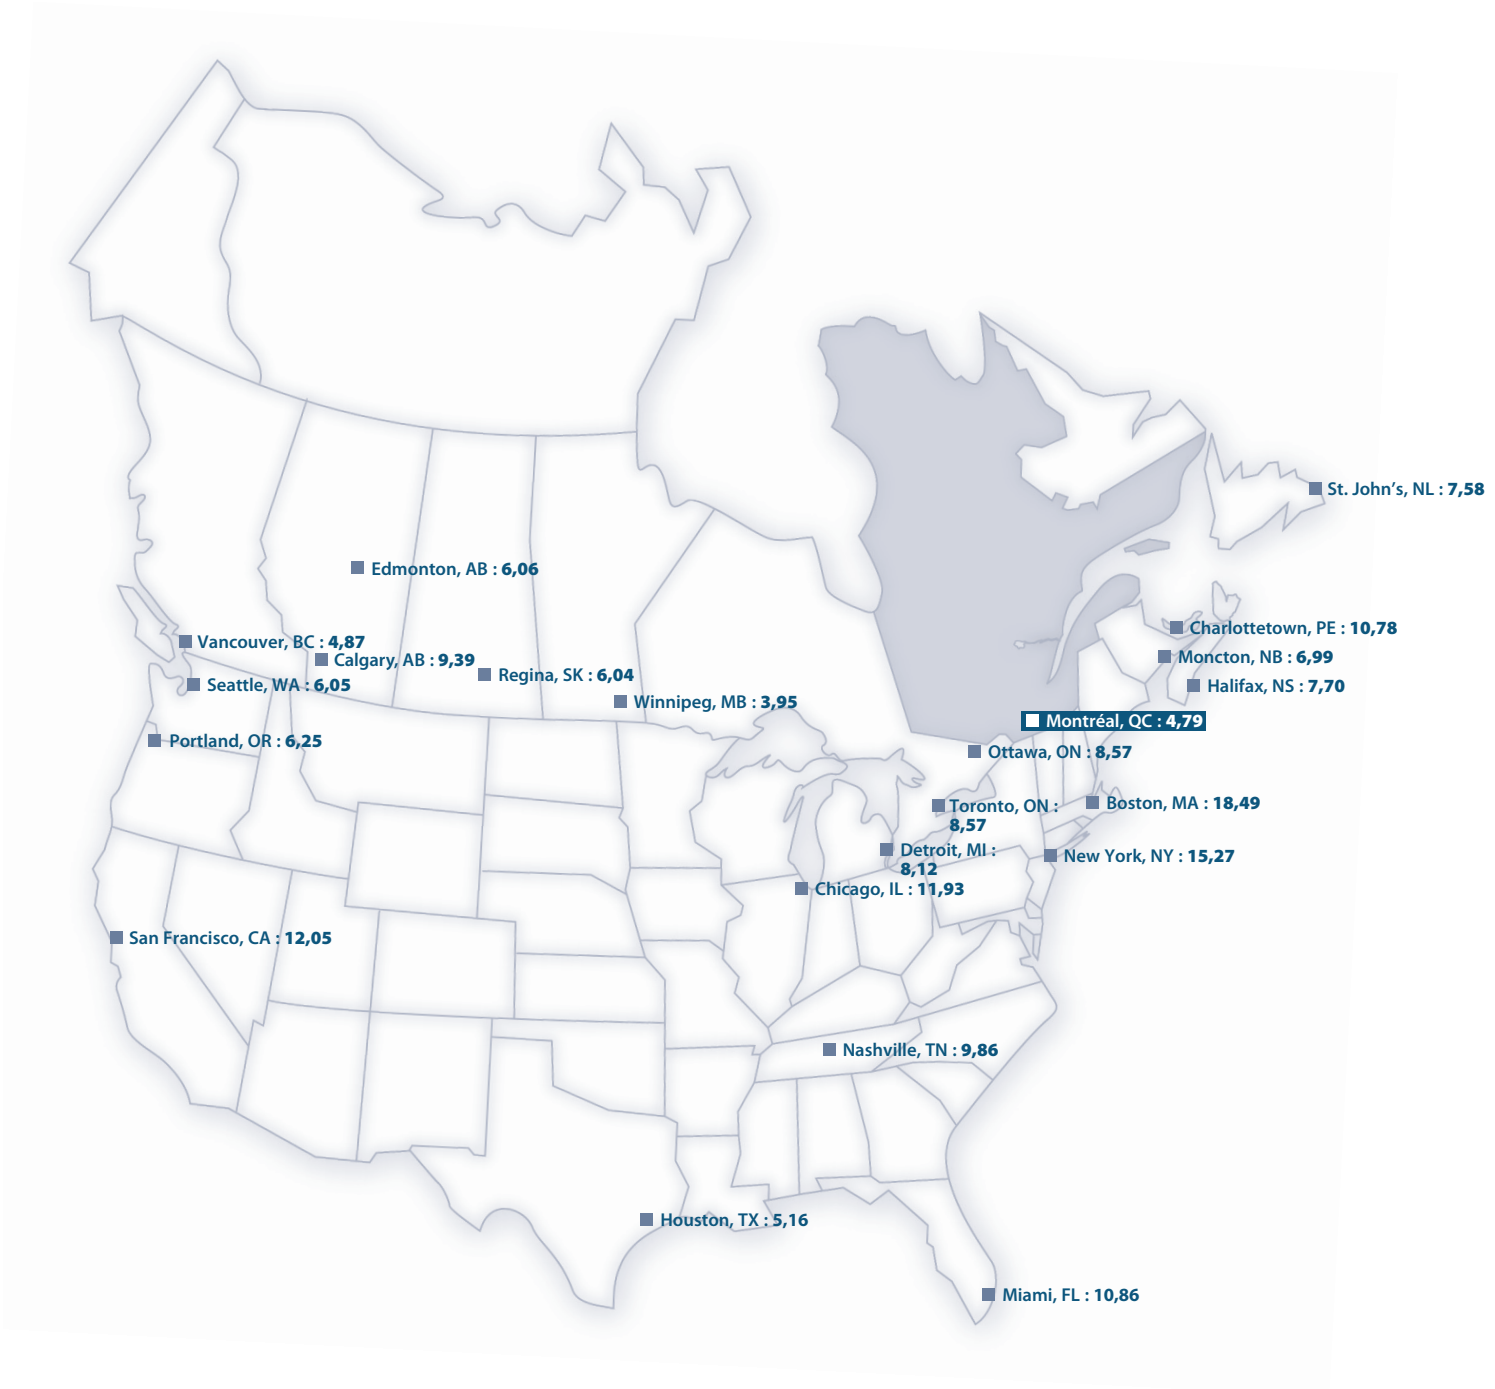 St. John’s, NL : 7,58
Edmonton, AB : 6,06
Charlottetown, PE : 10,78
Vancouver, BC : 4,87
Moncton, NB : 6,99
Calgary, AB : 9,39
Regina, SK : 6,04
Seattle, WA : 6,05
Halifax, NS : 7,70
Winnipeg, MB : 3,95
Montréal, QC : 4,79
Portland, OR : 6,25
Ottawa, ON : 8,57
Toronto, ON :
8,57
Boston, MA : 18,49
Detroit, MI :
8,12
New York, NY : 15,27
Chicago, IL : 11,93
San Francisco, CA : 12,05
Nashville, TN : 9,86
Houston, TX : 5,16
Miami, FL : 10,86